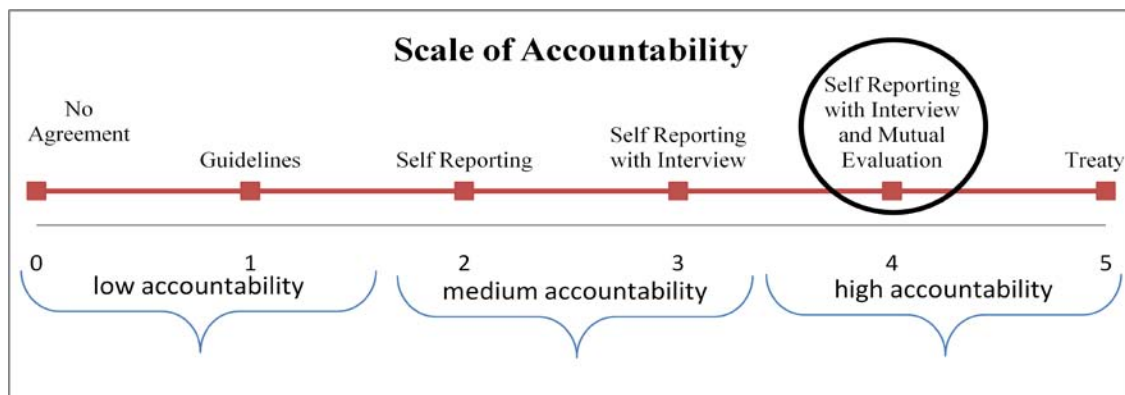 Scale of Accountability
No
Agreement
Guidelines
Self Reporting
Self Reporting
with Interview
Self Reporting
with Interview
and Mutual
Evaluation
Treaty
0 1 2 3 4 5
low accountability medium accountability high accountability